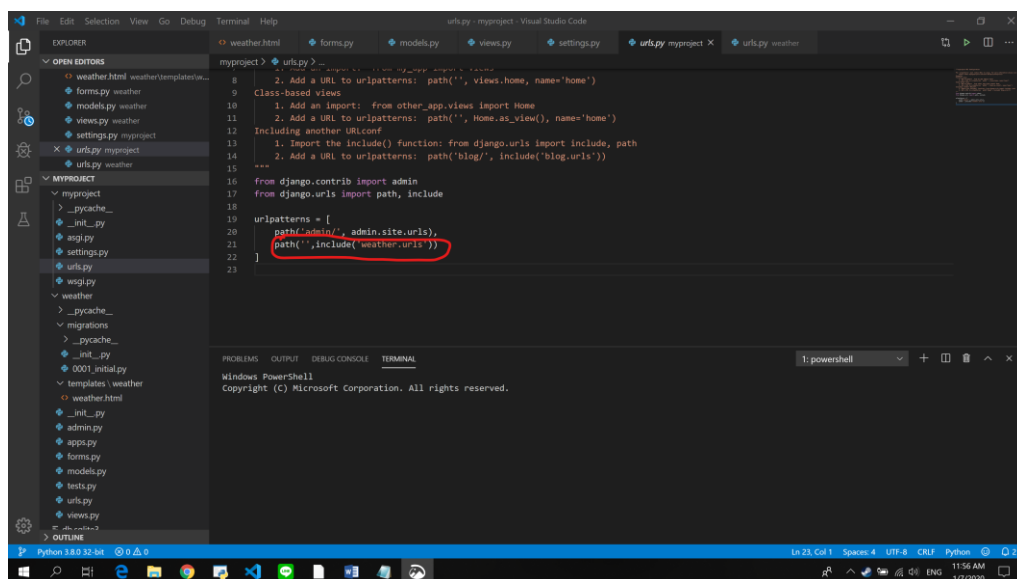 File Edit Selection View Go Debug Terminal Help
urls.py - myproject - Visual Studio Code
EXPLORER
OPEN EDITORS
weather.html weather\templates\w...
forms.py weather
models.py weather
views.py weather
settings.py myproject
urls.py myproject
urls.py weather
MYPROJECT
myproject
__pycache__
__init__.py
asgi.py
settings.py
urls.py
wsgi.py
weather
__pycache__
migrations
__pycache__
__init__.py
0001_initial.py
templates \ weather
weather.html
__init__.py
admin.py
apps.py
forms.py
models.py
tests.py
urls.py
views.py
db.sqlite3
OUTLINE
weather.html forms.py models.py views.py settings.py urls.py myproject urls.py weather
myproject > urls.py > ...
8 2. Add a URL to urlpatterns: path('', views.home, name='home')
9 Class-based views
10 1. Add an import: from other_app.views import Home
11 2. Add a URL to urlpatterns: path('', Home.as_view(), name='home')
12 Including another URLconf
13 1. Import the include() function: from django.urls import include, path
14 2. Add a URL to urlpatterns: path('blog/', include('blog.urls'))
15 """
16 from django.contrib import admin
17 from django.urls import path, include
18
19 urlpatterns = [
20 path('admin/', admin.site.urls),
21 path('',include('weather.urls'))
22 ]
23
PROBLEMS OUTPUT DEBUG CONSOLE TERMINAL
1: powershell
Windows PowerShell
Copyright (C) Microsoft Corporation. All rights reserved.
Python 3.8.0 32-bit 0 0
Ln 23, Col 1 Spaces: 4 UTF-8 CRLF Python 2
ENG
11:56 AM
1/7/2020